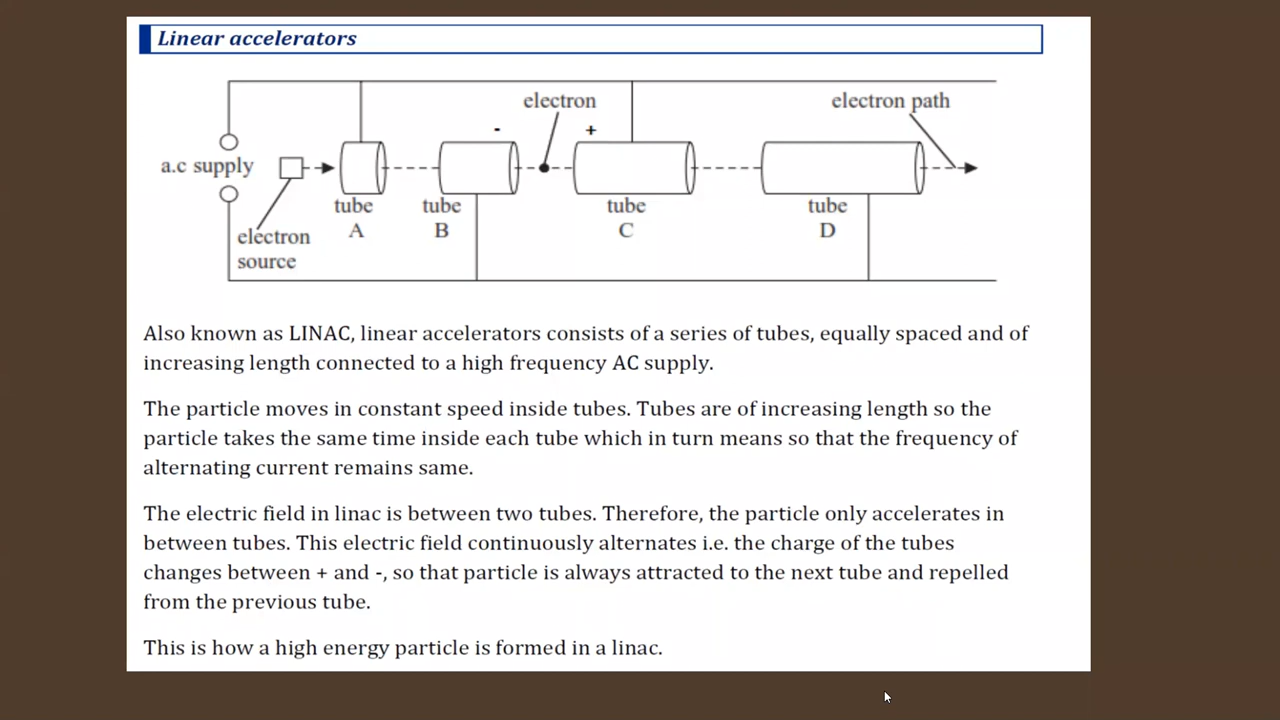 Linear accelerators
electron
electron path
- +
a.c supply
tube
tube
tube
tube
A
B
C
D
electron
source
Also known as LINAC, linear accelerators consists of a series of tubes, equally spaced and of
increasing length connected to a high frequency AC supply.
The particle moves in constant speed inside tubes. Tubes are of increasing length so the
particle takes the same time inside each tube which in turn means so that the frequency of
alternating current remains same.
The electric field in linac is between two tubes. Therefore, the particle only accelerates in
between tubes. This electric field continuously alternates i.e. the charge of the tubes
changes between + and -, so that particle is always attracted to the next tube and repelled
from the previous tube.
This is how a high energy particle is formed in a linac.